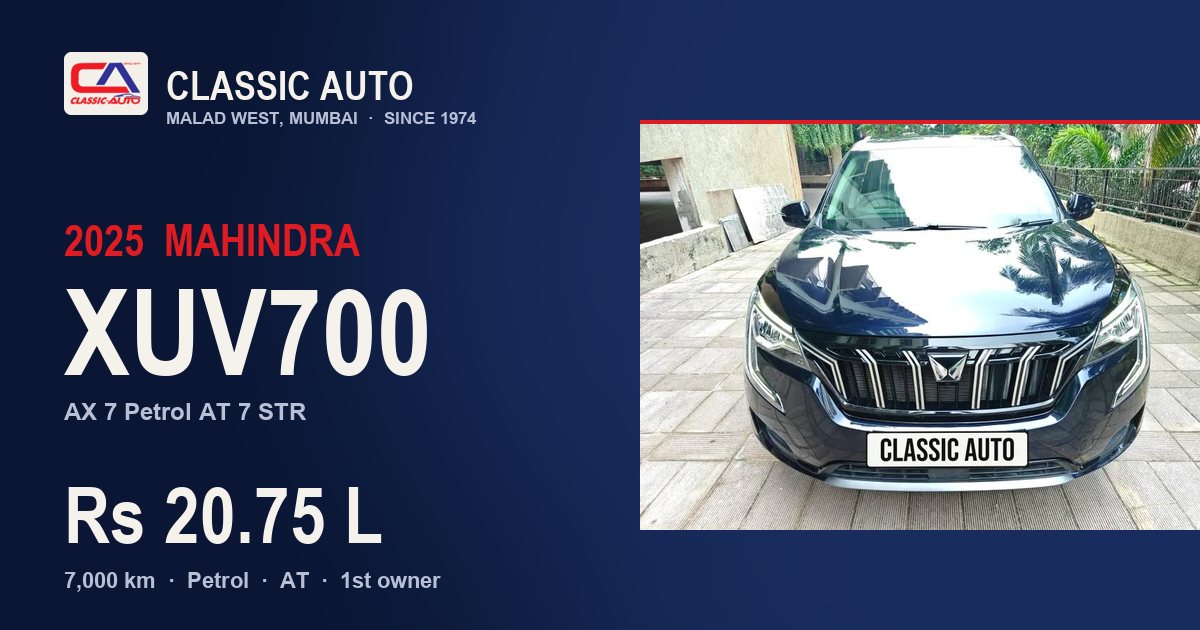 CA
CLASSIC-AUTO
CLASSIC AUTO
MALAD WEST, MUMBAI · SINCE 1974
2025 MAHINDRA
XUV700
AX 7 Petrol AT 7 STR
Rs 20.75 L
7,000 km · Petrol · AT · 1st owner
CLASSIC AUTO